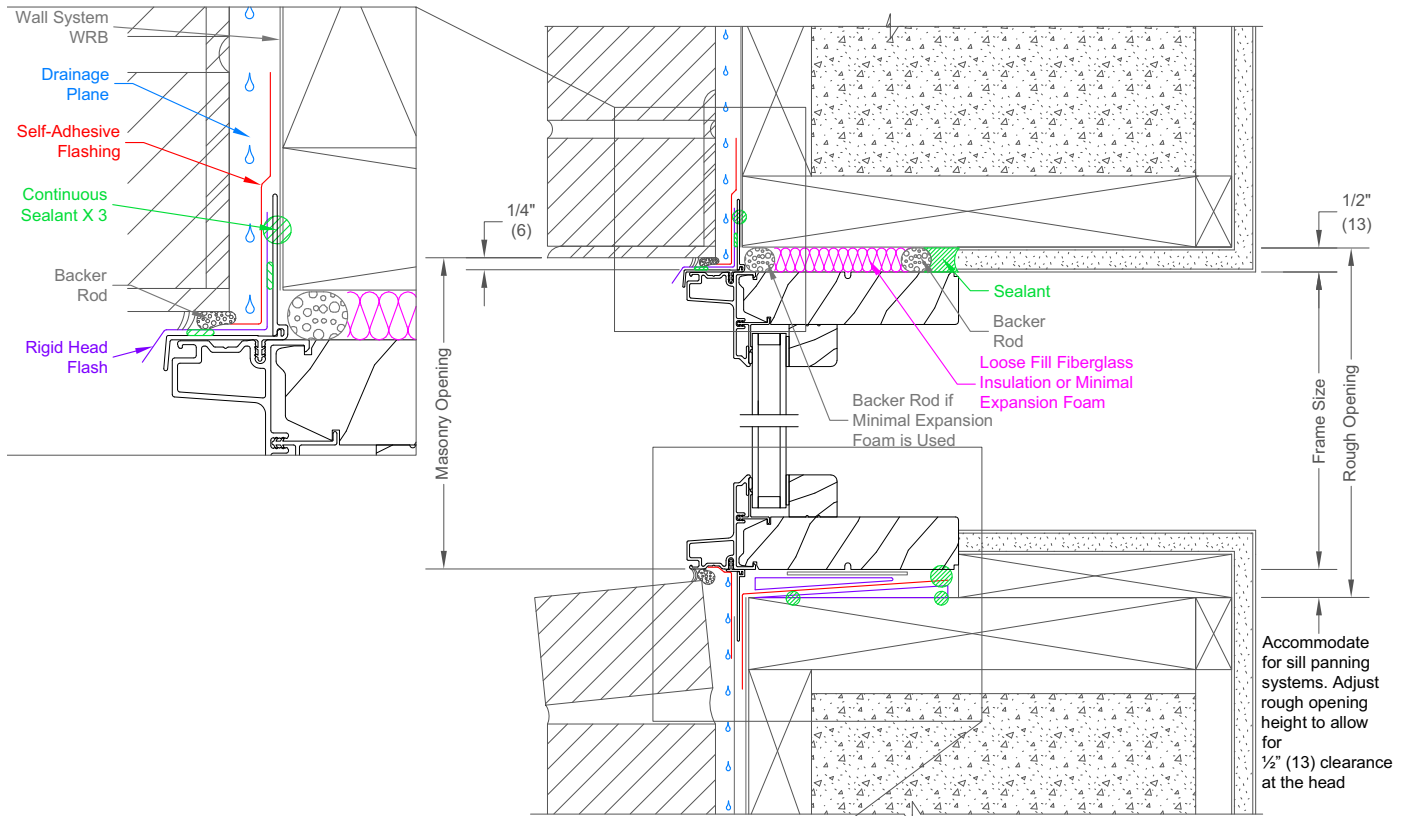 Wall System
WRB
Drainage
Plane
Self-Adhesive
Flashing
Continuous
Sealant X 3
Backer
Rod
Rigid Head
Flash
1/4"
(6)
Masonry Opening
1/2"
(13)
Sealant
Backer
Rod
Loose Fill Fiberglass
Insulation or Minimal
Expansion Foam
Backer Rod if
Minimal Expansion
Foam is Used
Frame Size
Rough Opening
Accommodate
for sill panning
systems. Adjust
rough opening
height to allow
for
½” (13) clearance
at the head